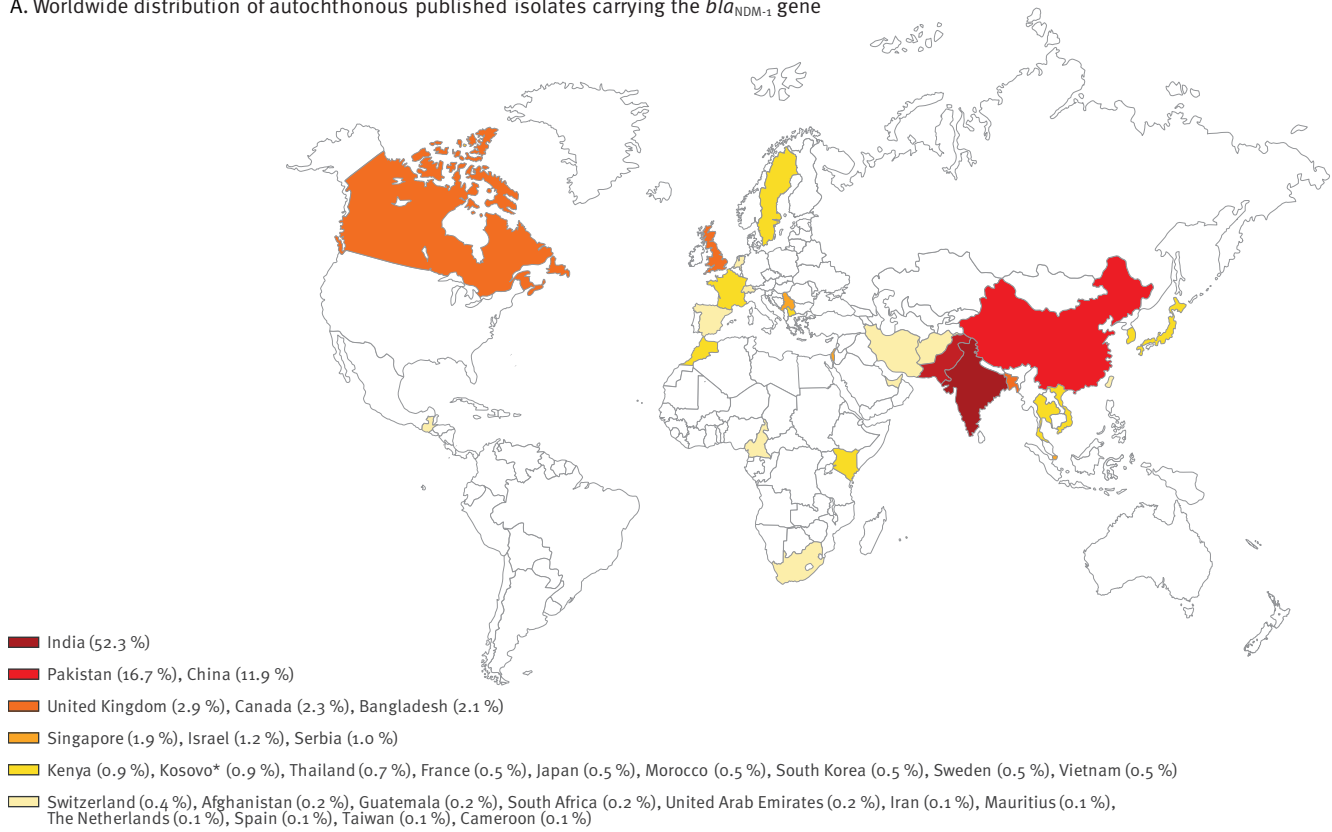 A. Worldwide distribution of autochthonous published isolates carrying the blaNDM-1 gene
India (52.3 %)
Pakistan (16.7 %), China (11.9 %)
United Kingdom (2.9 %), Canada (2.3 %), Bangladesh (2.1 %)
Singapore (1.9 %), Israel (1.2 %), Serbia (1.0 %)
Kenya (0.9 %), Kosovo* (0.9 %), Thailand (0.7 %), France (0.5 %), Japan (0.5 %), Morocco (0.5 %), South Korea (0.5 %), Sweden (0.5 %), Vietnam (0.5 %)
Switzerland (0.4 %), Afghanistan (0.2 %), Guatemala (0.2 %), South Africa (0.2 %), United Arab Emirates (0.2 %), Iran (0.1 %), Mauritius (0.1 %),
The Netherlands (0.1 %), Spain (0.1 %), Taiwan (0.1 %), Cameroon (0.1 %)